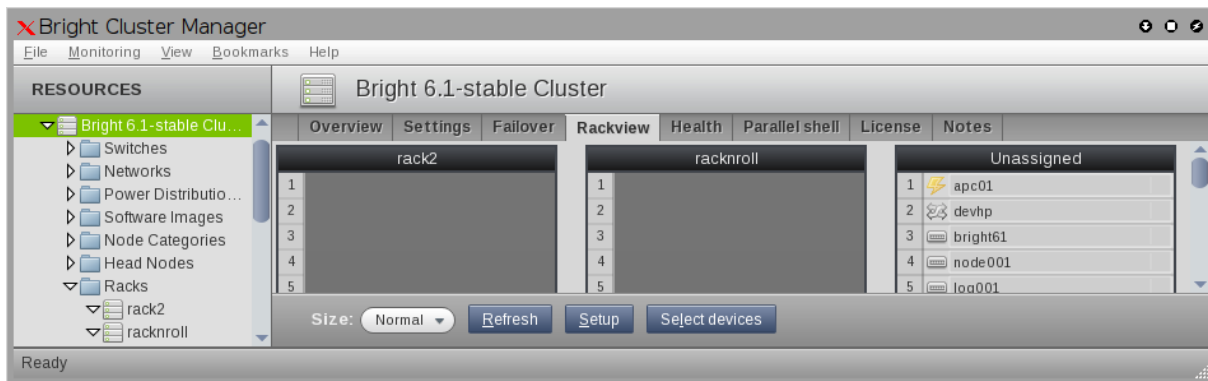 Bright Cluster Manager
File Monitoring View Bookmarks Help
RESOURCES
Bright 6.1-stable Clu...
Switches
Networks
Power Distributio...
Software Images
Node Categories
Head Nodes
Racks
rack2
racknroll
Bright 6.1-stable Cluster
Overview Settings Failover Rackview Health Parallel shell License Notes
rack2
1
2
3
4
5
racknroll
1
2
3
4
5
Unassigned
1 apc01
2 devhp
3 bright61
4 node001
5 log001
Size: Normal Refresh Setup Select devices
Ready